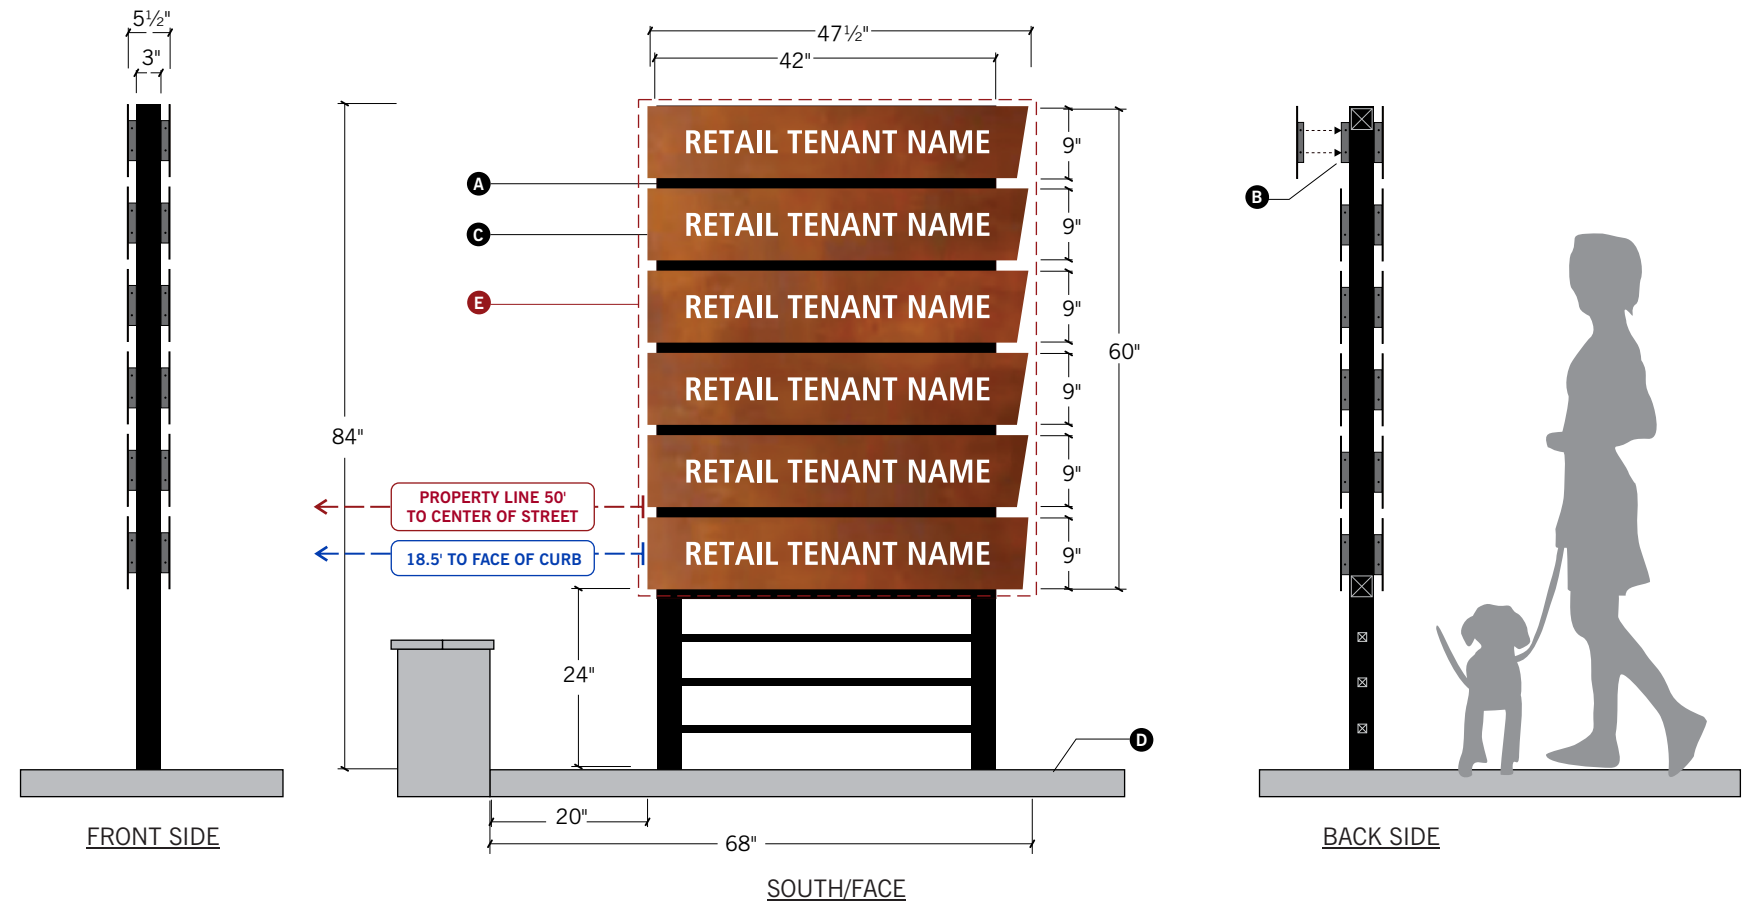 5½"
3"
47½"
42"
RETAIL TENANT NAME
9"
A
RETAIL TENANT NAME
9"
B
C
RETAIL TENANT NAME
9"
E
60"
RETAIL TENANT NAME
9"
84"
RETAIL TENANT NAME
9"
PROPERTY LINE 50'
TO CENTER OF STREET
RETAIL TENANT NAME
9"
18.5' TO FACE OF CURB
24"
D
20"
68"
FRONT SIDE
SOUTH/FACE
BACK SIDE